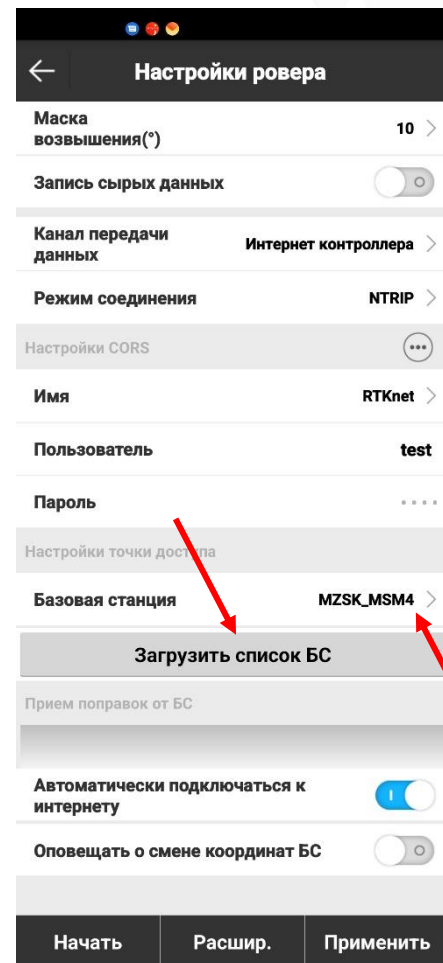 Настройки ровера
Маска
возвышения(°)
10
Запись сырых данных
Канал передачи
данных
Интернет контроллера
Режим соединения
NTRIP
Настройки CORS
Имя
RTKnet
Пользователь
test
Пароль
Настройки точки доступа
Базовая станция
MZSK_MSM4
Загрузить список БС
Прием поправок от БС
Автоматически подключаться к
интернету
Оповещать о смене координат БС
Начать
Расшир.
Применить